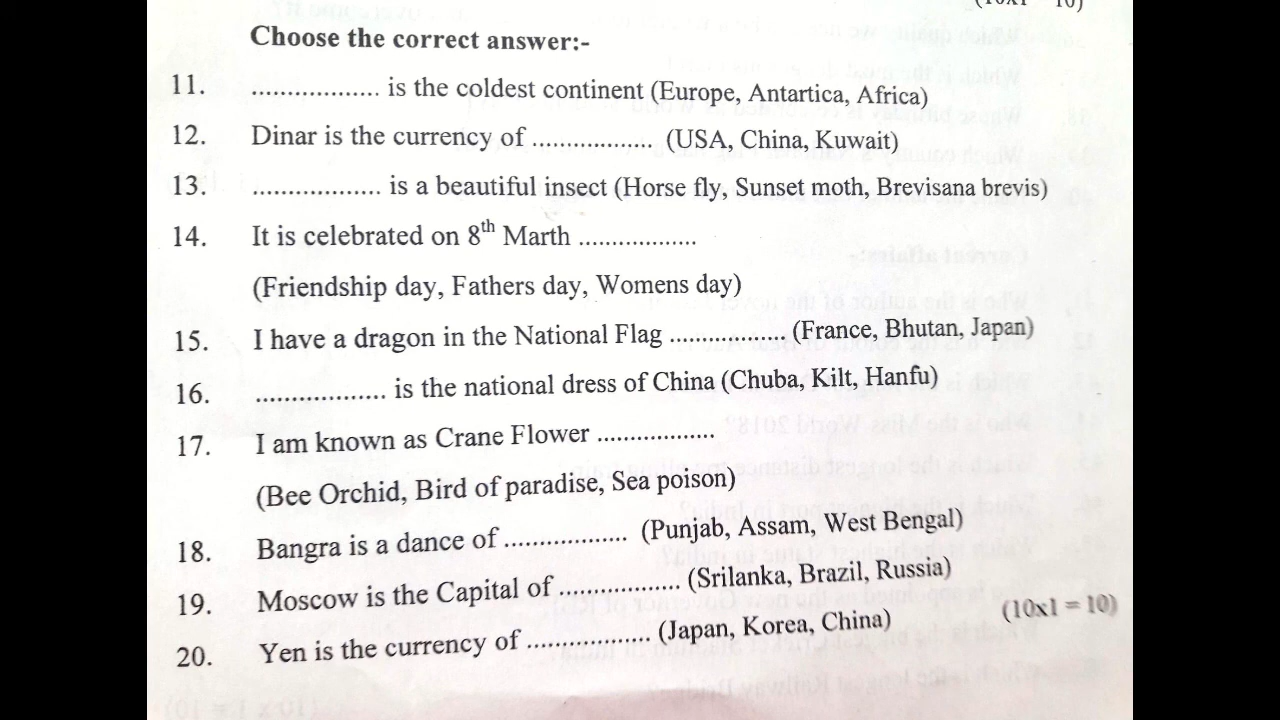 (10x1 = 10)
Choose the correct answer:-
11. .................. is the coldest continent (Europe, Antartica, Africa)
12. Dinar is the currency of ................. (USA, China, Kuwait)
13. .................. is a beautiful insect (Horse fly, Sunset moth, Brevisana brevis)
14. It is celebrated on 8th Marth .................
(Friendship day, Fathers day, Womens day)
15. I have a dragon in the National Flag ................. (France, Bhutan, Japan)
16. .................. is the national dress of China (Chuba, Kilt, Hanfu)
17. I am known as Crane Flower .................
(Bee Orchid, Bird of paradise, Sea poison)
18. Bangra is a dance of .................. (Punjab, Assam, West Bengal)
19. Moscow is the Capital of ................. (Srilanka, Brazil, Russia)
20. Yen is the currency of .................. (Japan, Korea, China) (10x1 = 10)